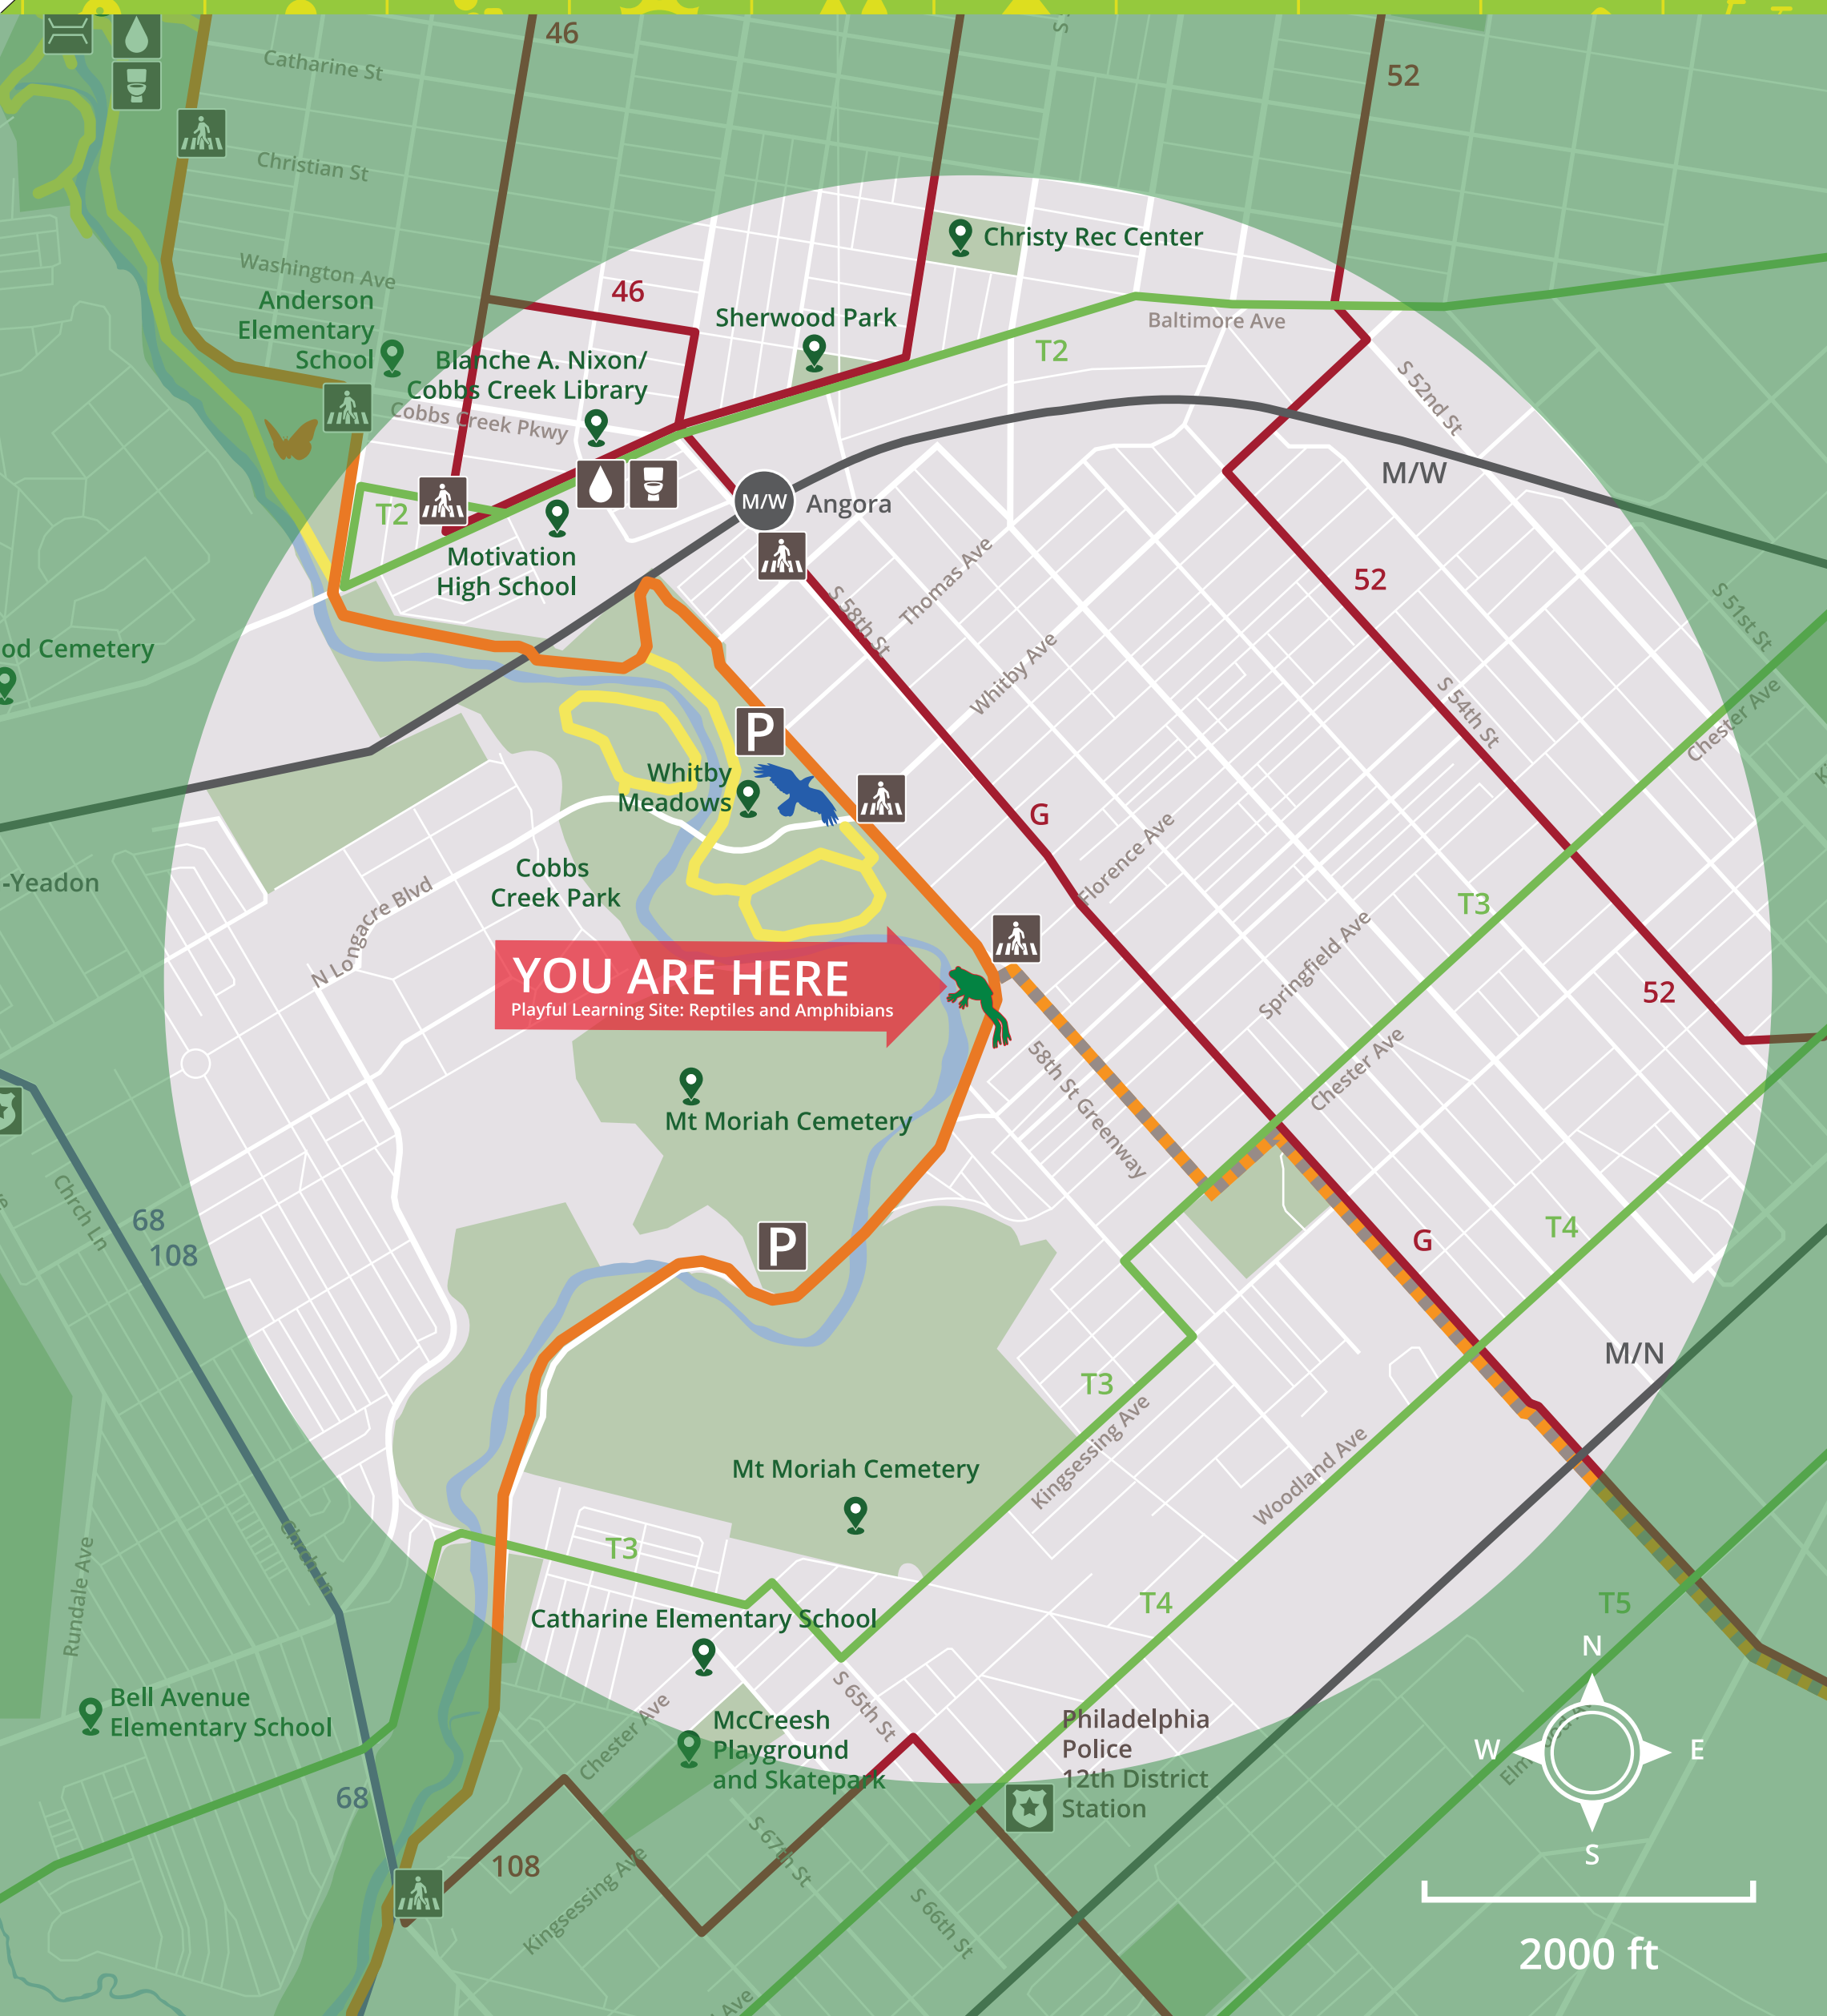 46
52
Catharine St
Christian St
Washington Ave
Christy Rec Center
Anderson
Elementary
School
46
Sherwood Park
Baltimore Ave
T2
Blanche A. Nixon/
Cobbs Creek Library
Cobbs Creek Pkwy
S 52nd St
M/W
M/W
Angora
T2
Motivation
High School
52
Thomas Ave
S 58th St
S 51st St
Whitby Ave
od Cemetery
S 54th St
Chester Ave
P
Whitby
Meadows
G
-Yeadon
Cobbs
Creek Park
Florence Ave
T3
N Longacre Blvd
Springfield Ave
YOU ARE HERE
Playful Learning Site: Reptiles and Amphibians
52
58th St Greenway
Chester Ave
Mt Moriah Cemetery
Chrch Ln
68
108
P
G
T4
M/N
T3
Kingsessing Ave
Woodland Ave
Mt Moriah Cemetery
Chrch Ln
Rundale Ave
T3
T4
T5
Catharine Elementary School
N
Bell Avenue
Elementary School
Chester Ave
S 65th St
McCreesh
Playground
and Skatepark
Philadelphia
Police
12th District
Station
W
E
S
68
S 67th St
108
Kingsessing Ave
S 66th St
2000 ft
Ave